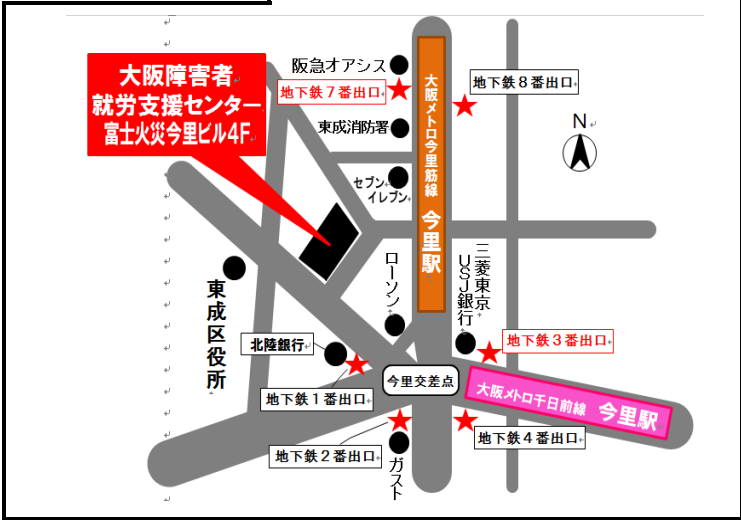 大阪障害者
就労支援センター
富士火災今里ビル4F
阪急オアシス
地下鉄７番出口
東成消防署
セブン
イレブン
大阪メトロ今里筋線 今里駅
地下鉄８番出口
N
東成区役所
ローソン
三菱東京
ＵＳＪ銀行
北陸銀行
地下鉄３番出口
今里交差点
大阪メトロ千日前線 今里駅
地下鉄１番出口
地下鉄２番出口
ガスト
地下鉄４番出口